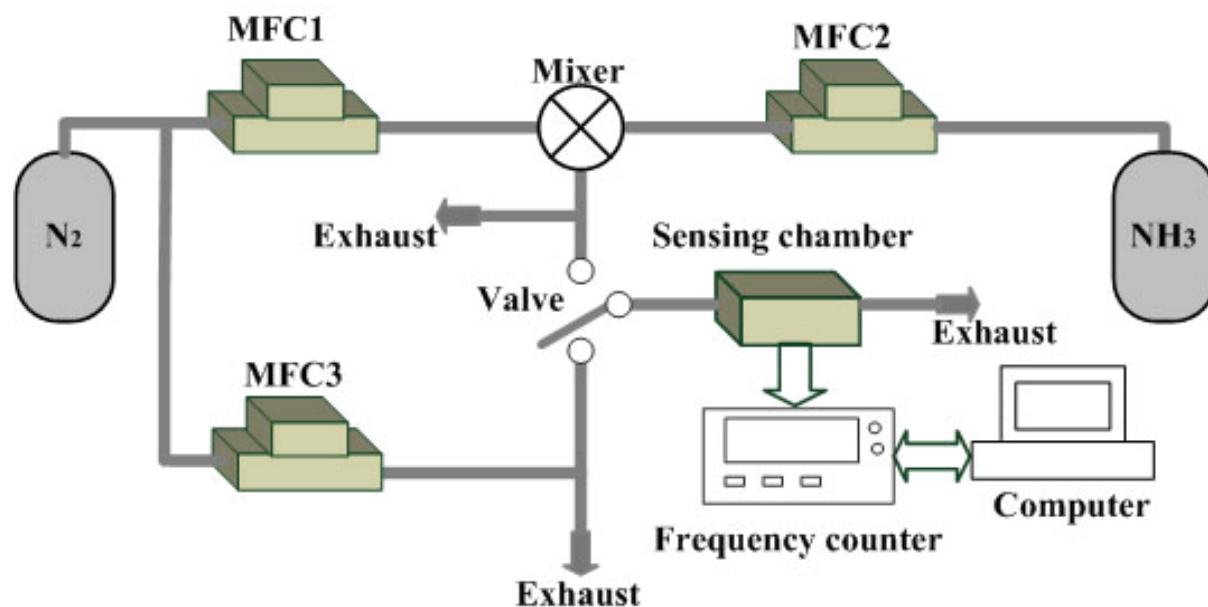 MFC1
MFC2
Mixer
N2
Exhaust
Sensing chamber
NH3
Valve
Exhaust
MFC3
Computer
Frequency counter
Exhaust